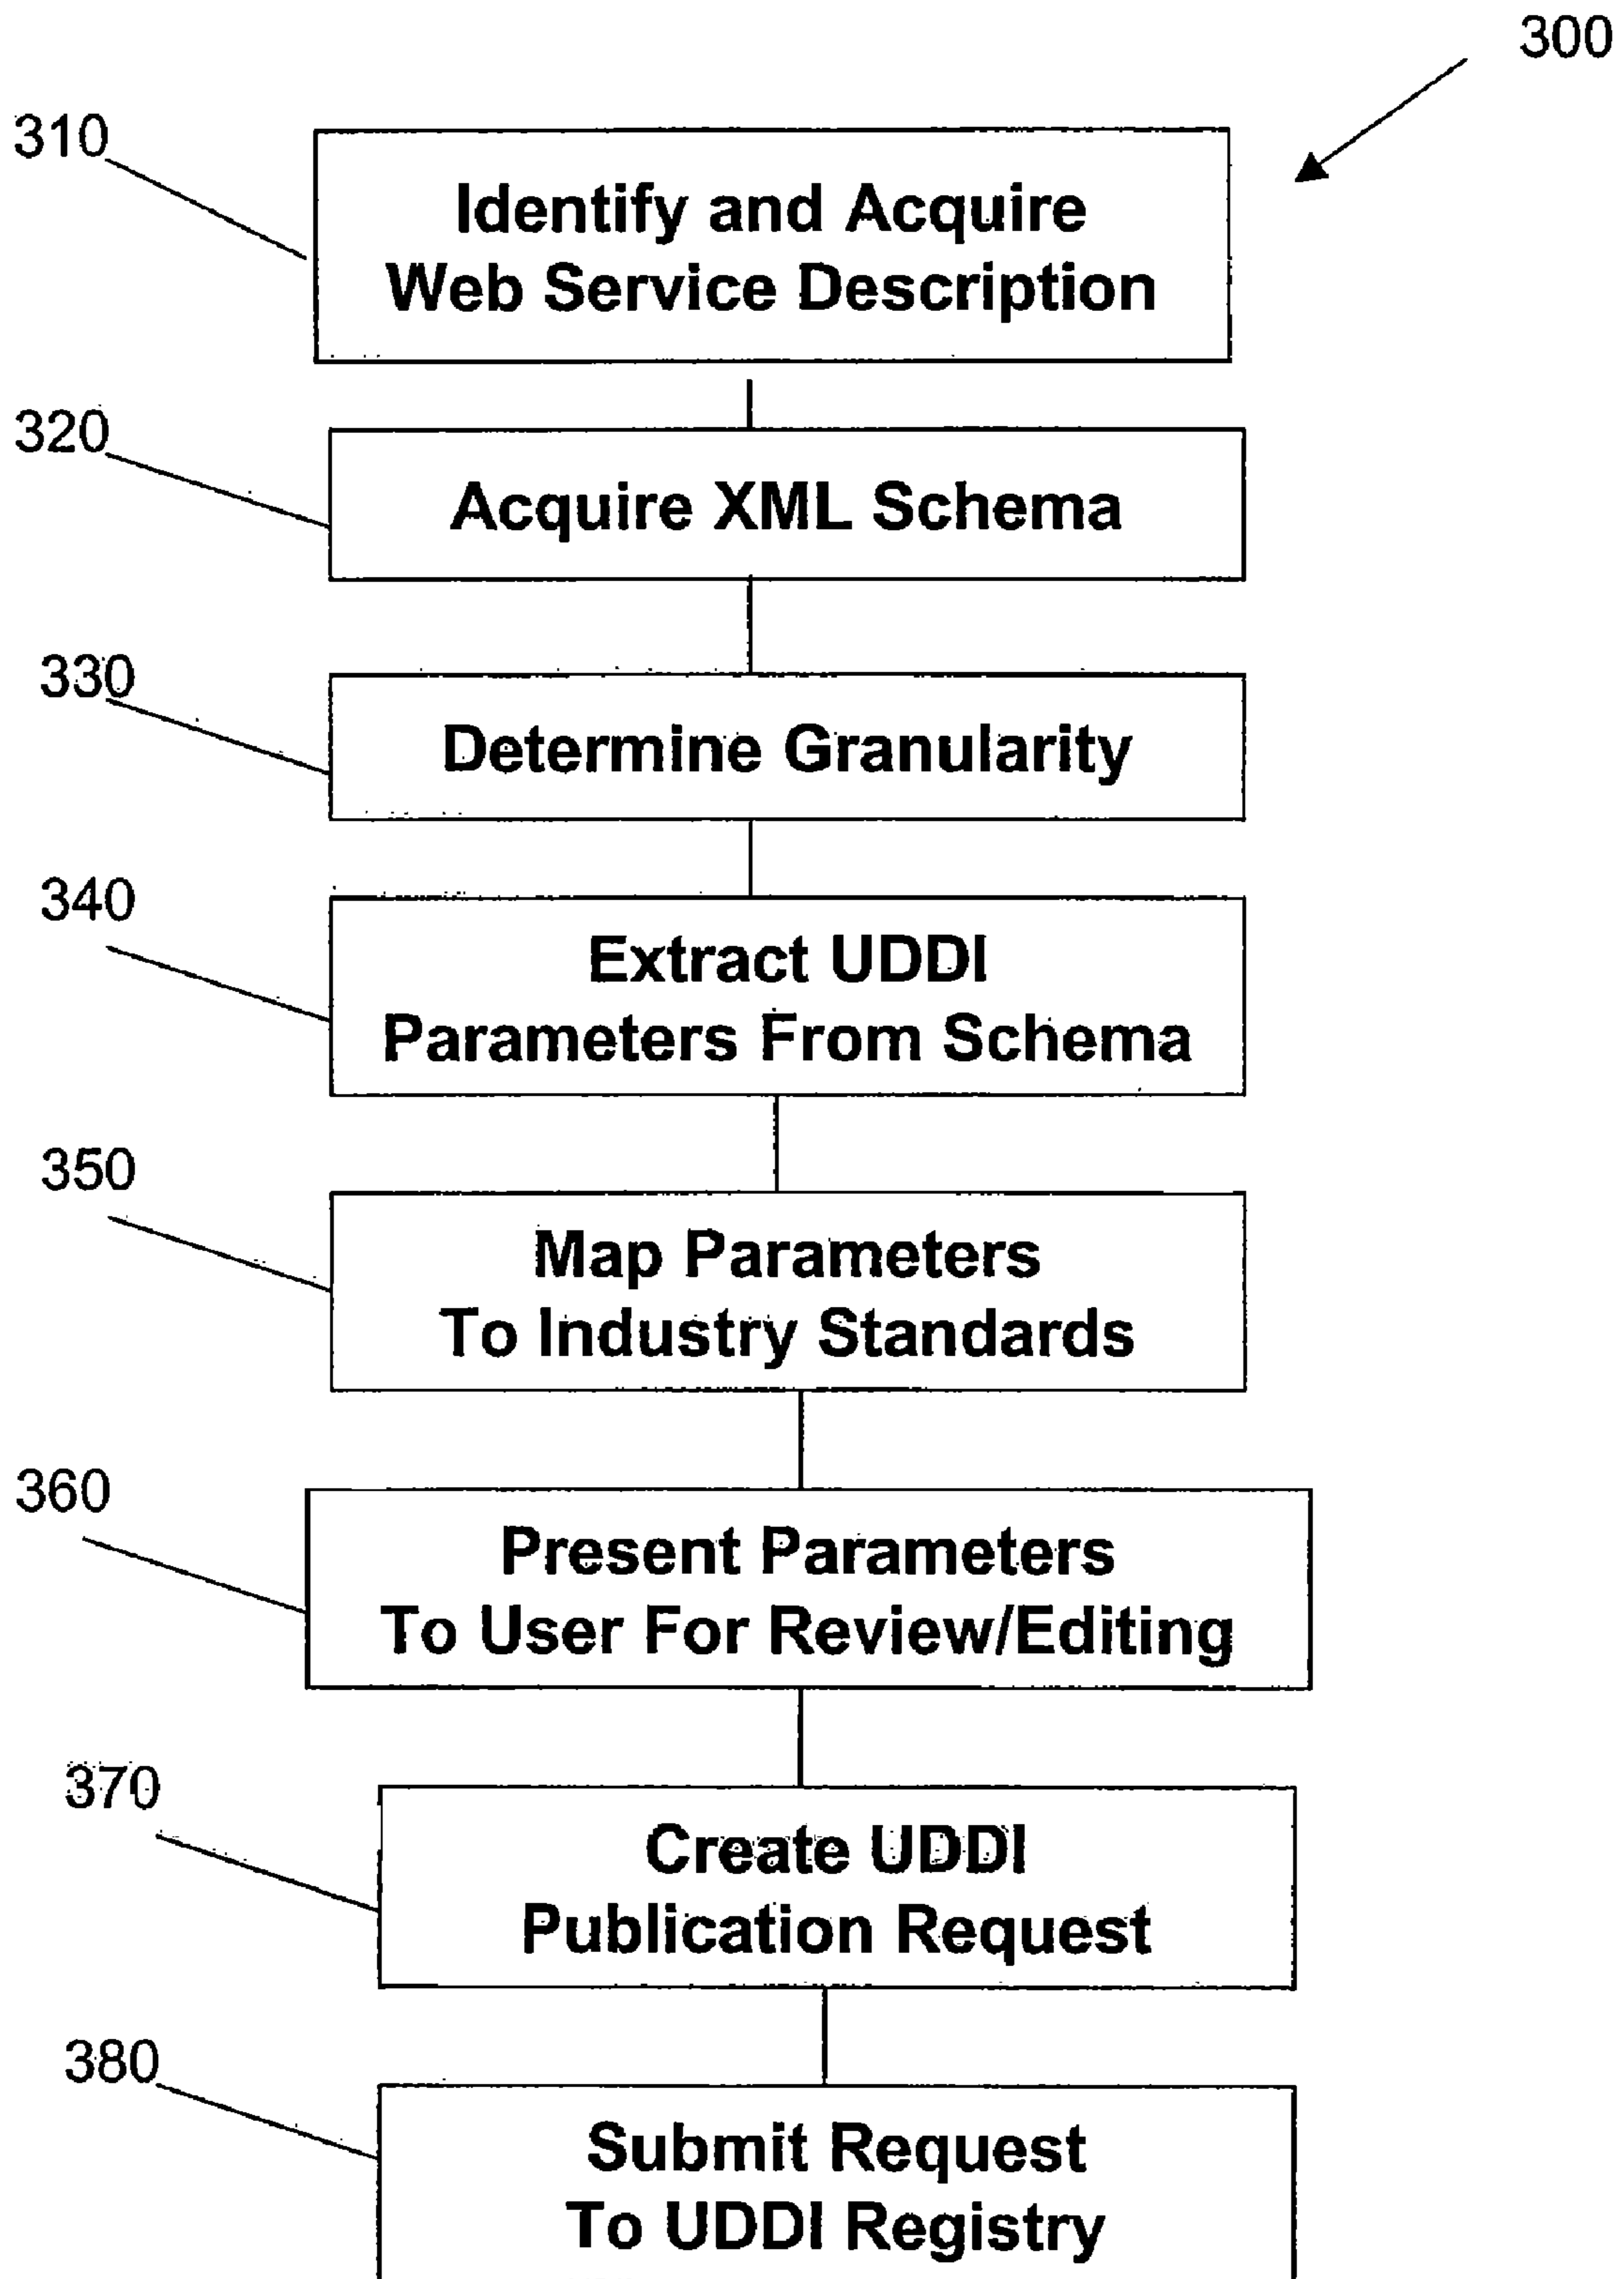 300
310
Identify and Acquire
Web Service Description
320
Acquire XML Schema
330
Determine Granularity
340
Extract UDDI
Parameters From Schema
350
Map Parameters
To Industry Standards
360
Present Parameters
To User For Review/Editing
370
Create UDDI
Publication Request
380
Submit Request
To UDDI Registry